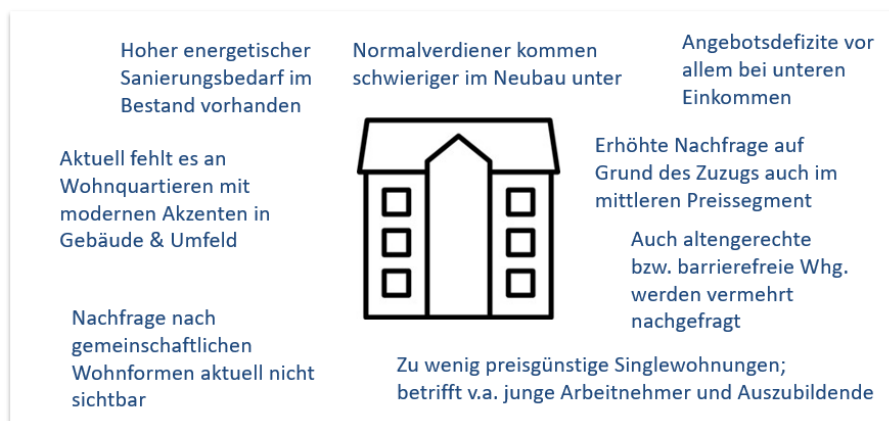 Hoher energetischer
Sanierungsbedarf im
Bestand vorhanden
Normalverdiener kommen
schwieriger im Neubau unter
Angebotsdefizite vor
allem bei unteren
Einkommen
Aktuell fehlt es an
Wohnquartieren mit
modernen Akzenten in
Gebäude & Umfeld
Erhöhte Nachfrage auf
Grund des Zuzugs auch im
mittleren Preissegment
Auch altengerechte
bzw. barrierefreie Whg.
werden vermehrt
nachgefragt
Nachfrage nach
gemeinschaftlichen
Wohnformen aktuell nicht
sichtbar
Zu wenig preisgünstige Singlewohnungen;
betrifft v.a. junge Arbeitnehmer und Auszubildende